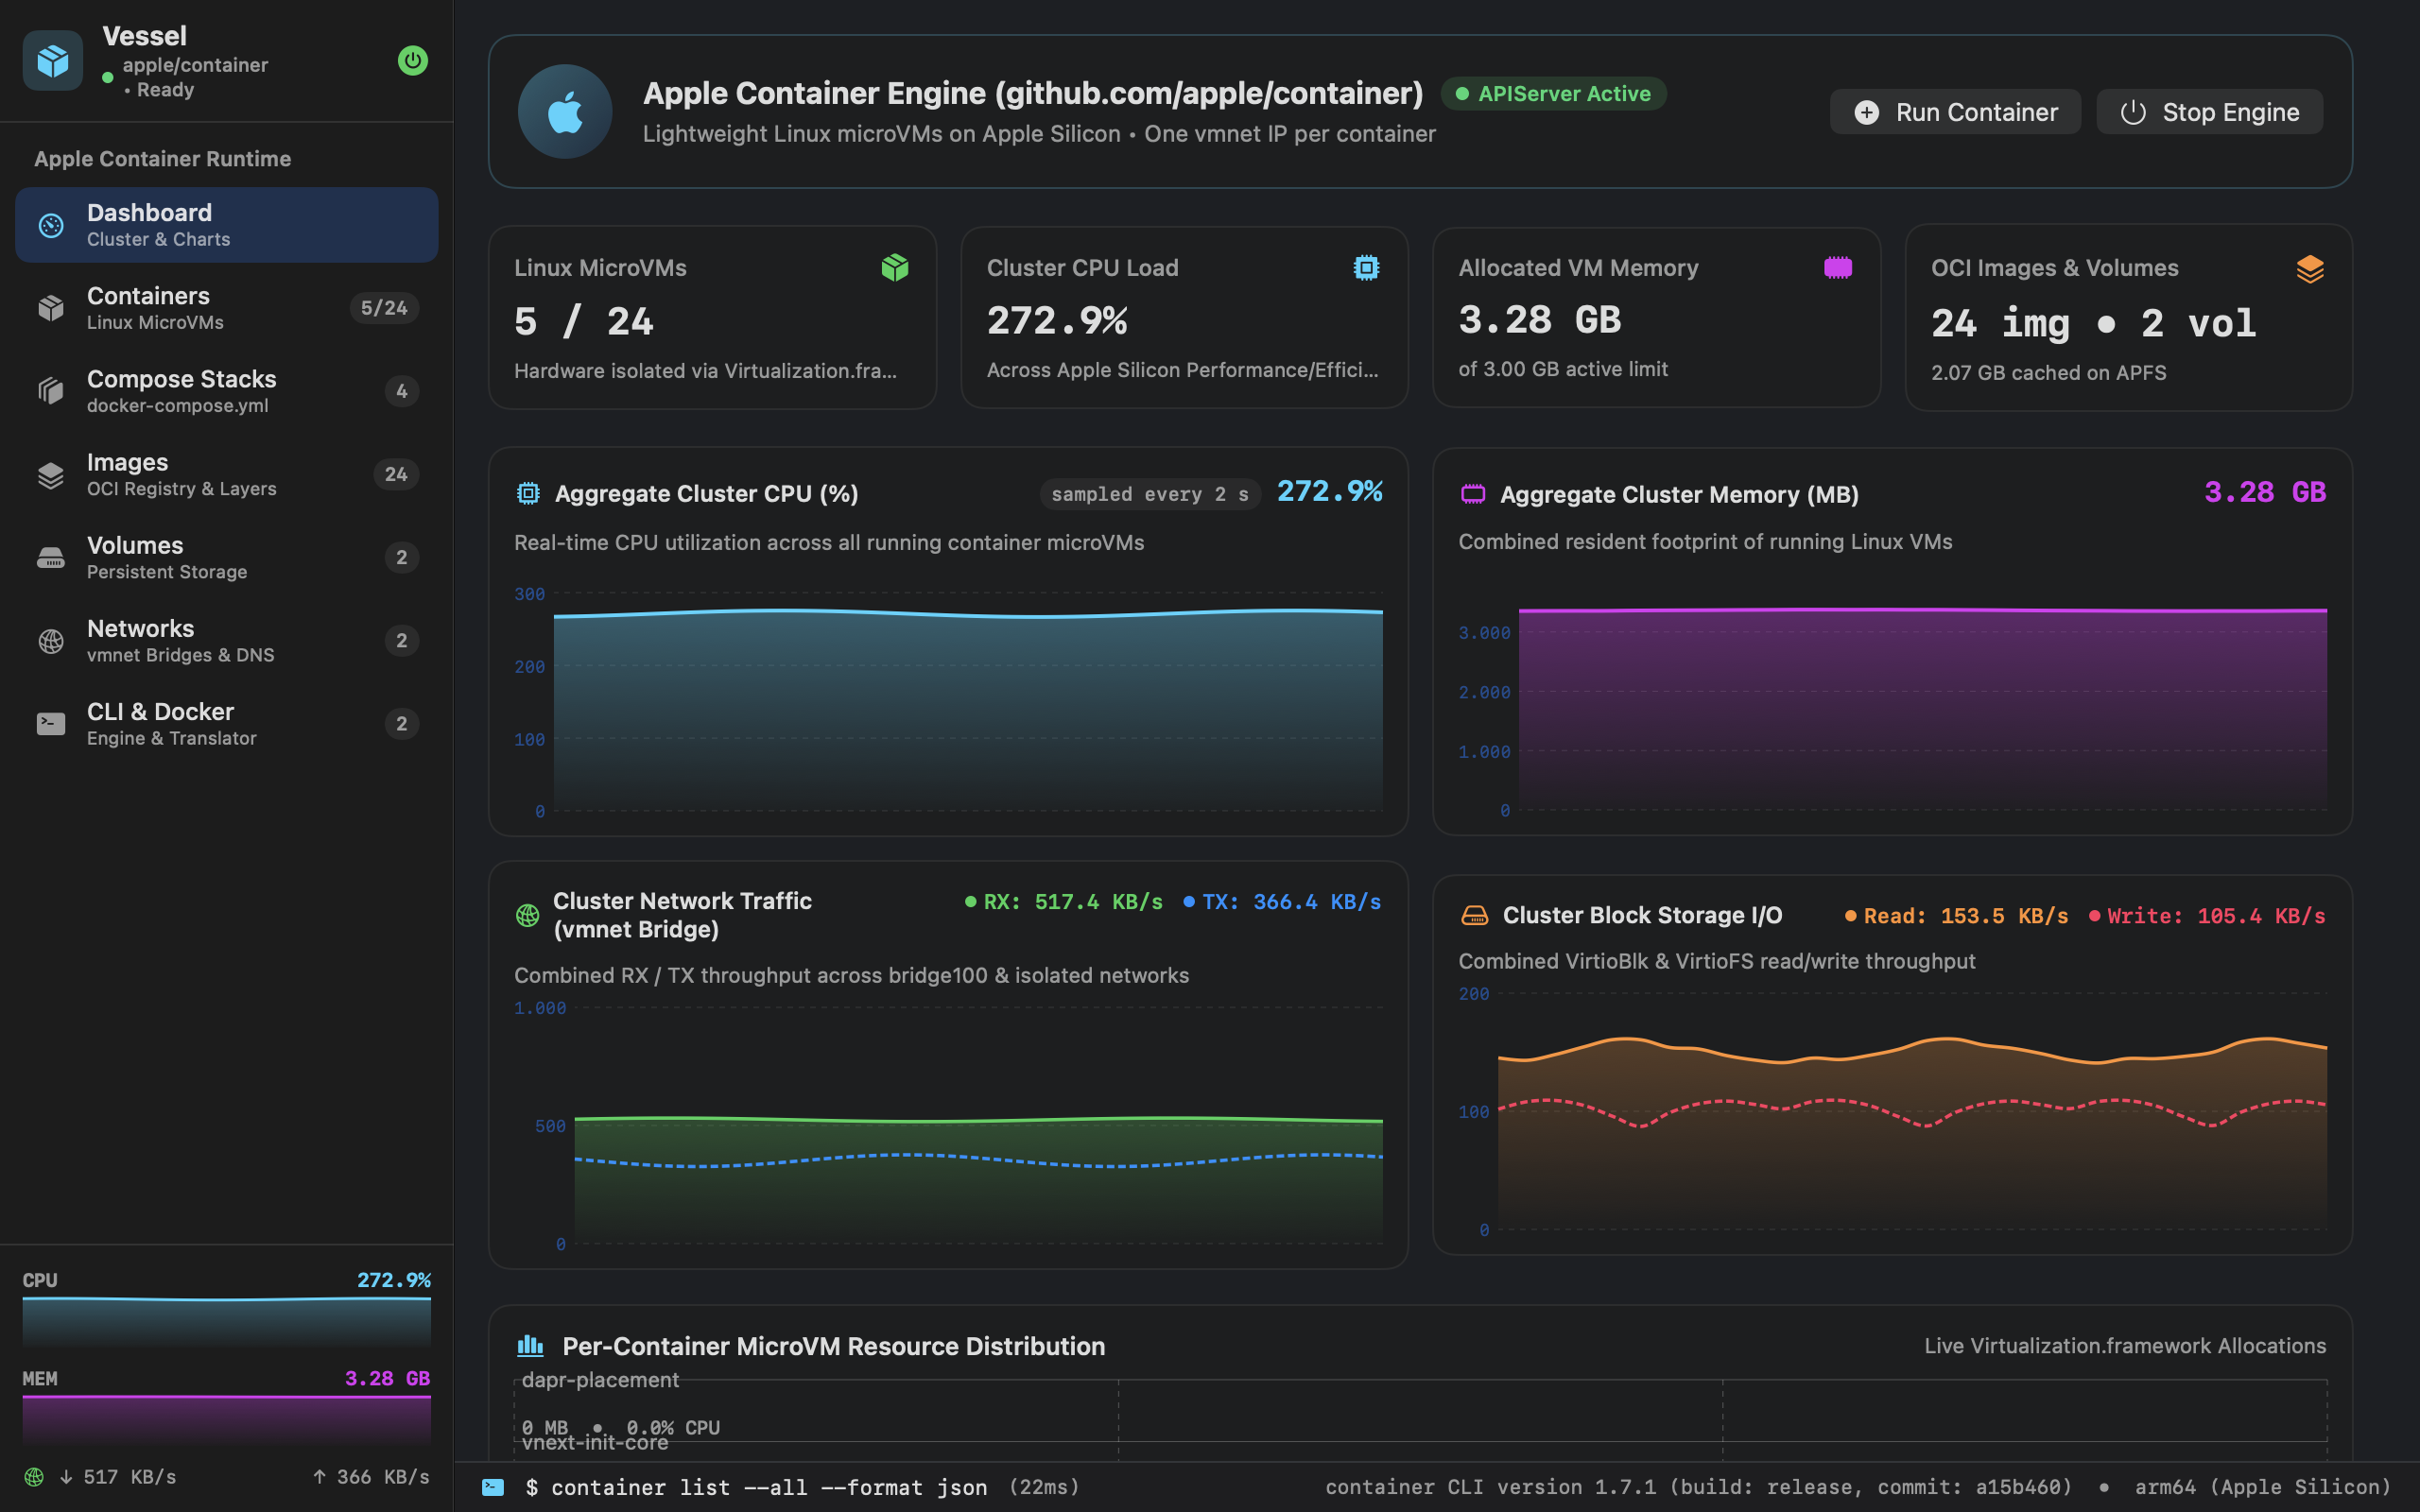 Vessel
apple/container
• Ready
Apple Container Runtime
Dashboard
Cluster & Charts
Containers
Linux MicroVMs
5/24
Compose Stacks
docker-compose.yml
4
Images
OCI Registry & Layers
24
Volumes
Persistent Storage
2
Networks
vmnet Bridges & DNS
2
CLI & Docker
Engine & Translator
2
CPU
272.9%
MEM
3.28 GB
↓ 517 KB/s
↑ 366 KB/s
Apple Container Engine (github.com/apple/container)
APIServer Active
Lightweight Linux microVMs on Apple Silicon • One vmnet IP per container
Run Container
Stop Engine
Linux MicroVMs
5 / 24
Hardware isolated via Virtualization.fra...
Cluster CPU Load
272.9%
Across Apple Silicon Performance/Effici...
Allocated VM Memory
3.28 GB
of 3.00 GB active limit
OCI Images & Volumes
24 img • 2 vol
2.07 GB cached on APFS
Aggregate Cluster CPU (%)
sampled every 2 s
272.9%
Real-time CPU utilization across all running container microVMs
300
200
100
0
Aggregate Cluster Memory (MB)
3.28 GB
Combined resident footprint of running Linux VMs
3.000
2.000
1.000
0
Cluster Network Traffic
(vmnet Bridge)
RX: 517.4 KB/s
TX: 366.4 KB/s
Combined RX / TX throughput across bridge100 & isolated networks
1.000
500
0
Cluster Block Storage I/O
Read: 153.5 KB/s
Write: 105.4 KB/s
Combined VirtioBlk & VirtioFS read/write throughput
200
100
0
Per-Container MicroVM Resource Distribution
Live Virtualization.framework Allocations
dapr-placement
0 MB • 0.0% CPU
vnext-init-core
$ container list --all --format json (22ms)
container CLI version 1.7.1 (build: release, commit: a15b460) • arm64 (Apple Silicon)